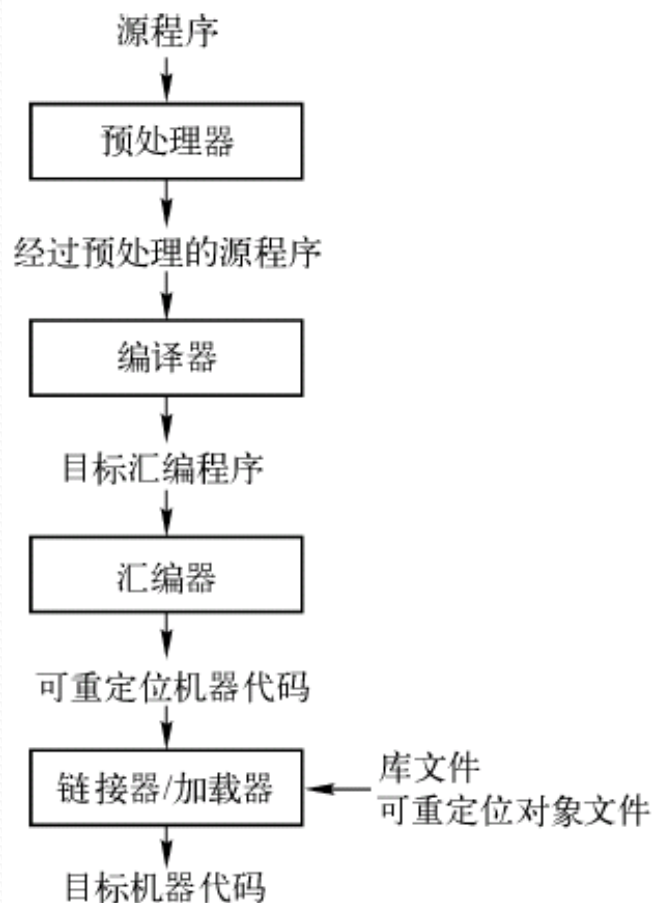 源程序
预处理器
经过预处理的源程序
编译器
目标汇编程序
汇编器
可重定位机器代码
链接器/加载器
库文件
可重定位对象文件
目标机器代码